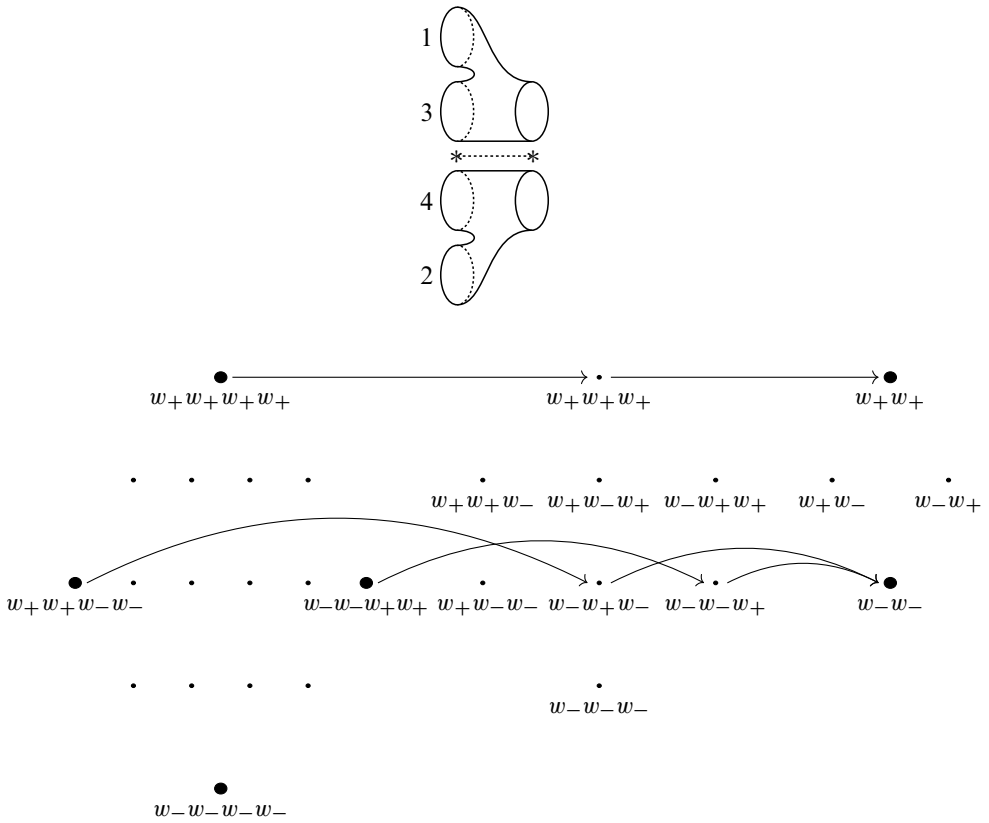 1
3
* *
4
2
w₊w₊w₊w₊ w₊w₊w₊ w₊w₊
w₊w₊w₋ w₊w₋w₊ w₋w₊w₊ w₊w₋ w₋w₊
w₊w₊w₋w₋ w₋w₋w₊w₊ w₊w₋w₋ w₋w₊w₋ w₋w₋w₊ w₋w₋
w₋w₋w₋
w₋w₋w₋w₋